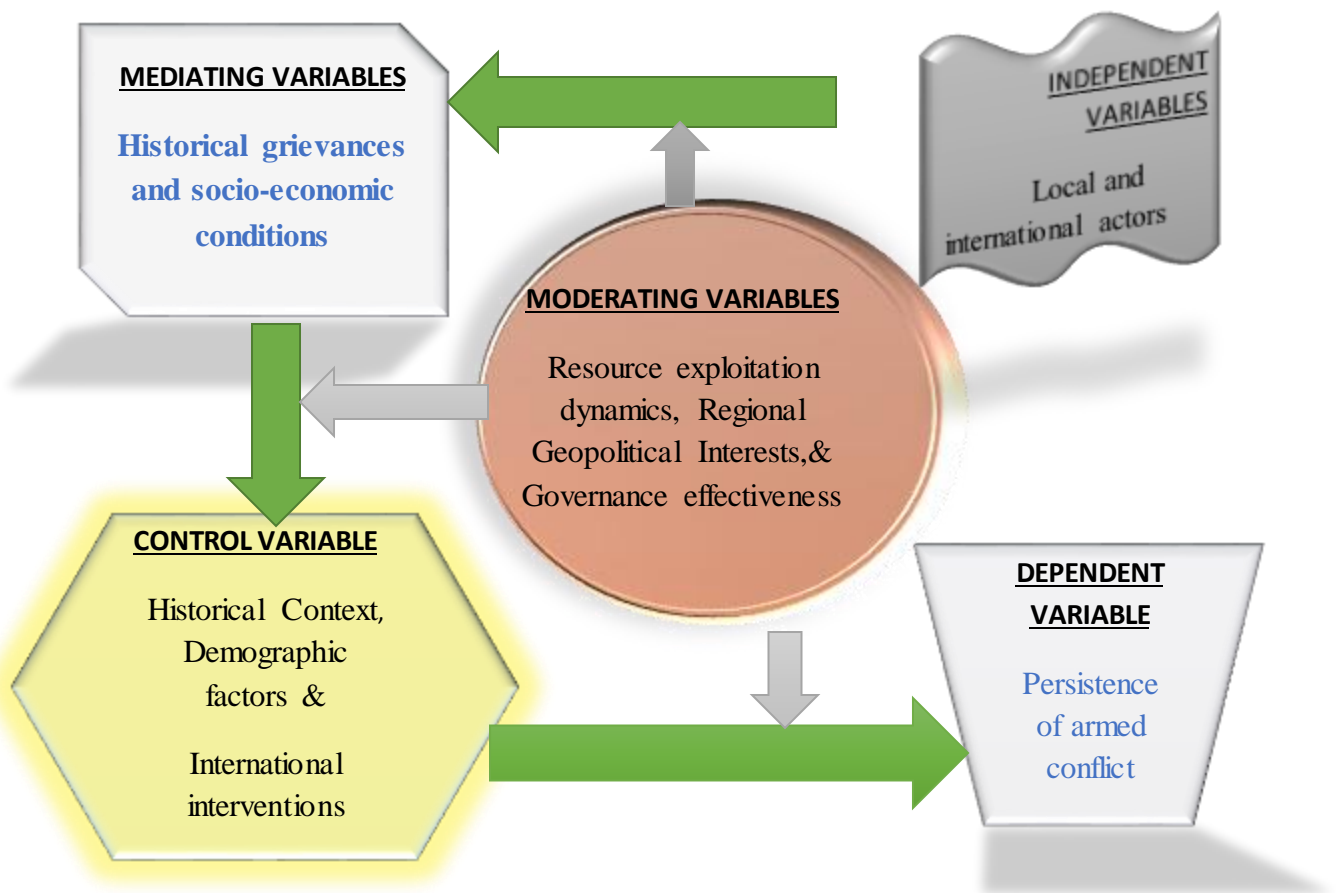 MEDIATING VARIABLES
Historical grievances
and socio-economic
conditions
INDEPENDENT
VARIABLES
Local and
international actors
MODERATING VARIABLES
Resource exploitation
dynamics, Regional
Geopolitical Interests,&
Governance effectiveness
CONTROL VARIABLE
Historical Context,
Demographic
factors &
International
interventions
DEPENDENT
VARIABLE
Persistence
of armed
conflict